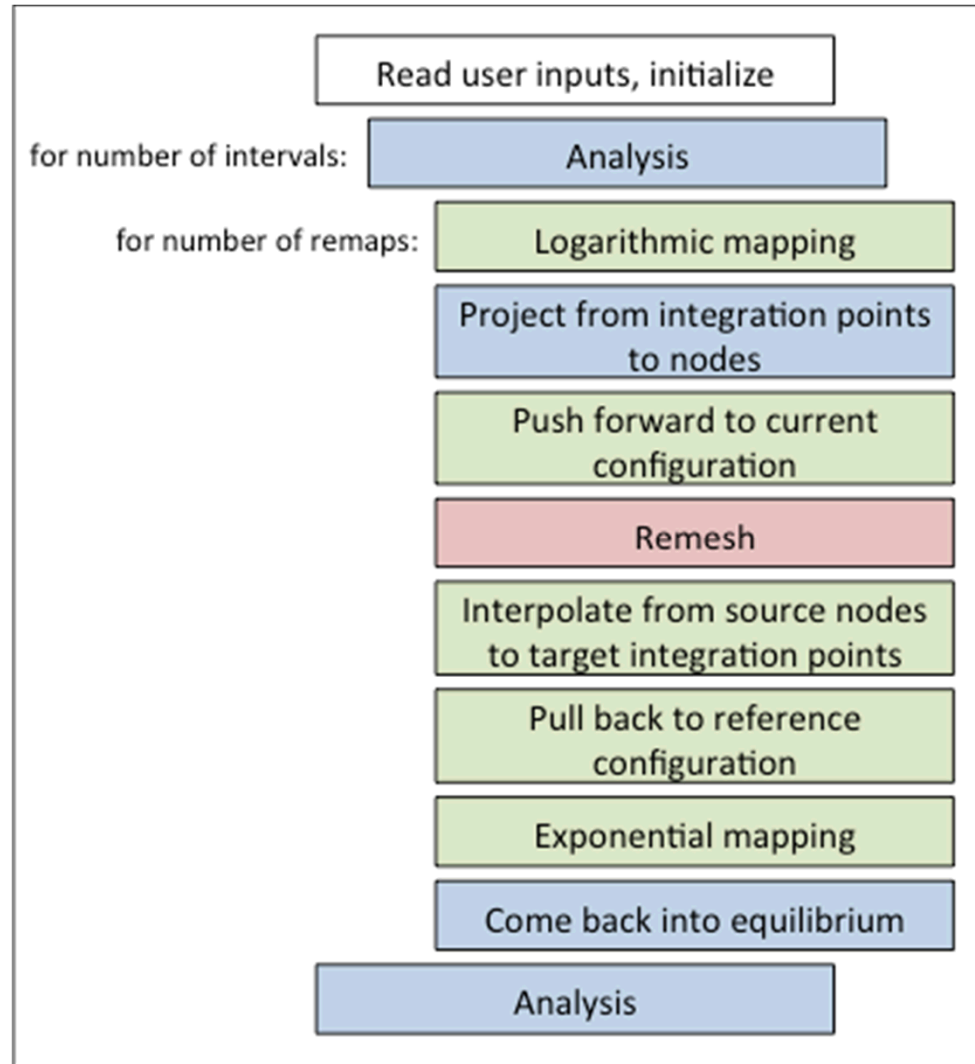 Read user inputs, initialize
for number of intervals:
Analysis
for number of remaps:
Logarithmic mapping
Project from integration points
to nodes
Push forward to current
configuration
Remesh
Interpolate from source nodes
to target integration points
Pull back to reference
configuration
Exponential mapping
Come back into equilibrium
Analysis